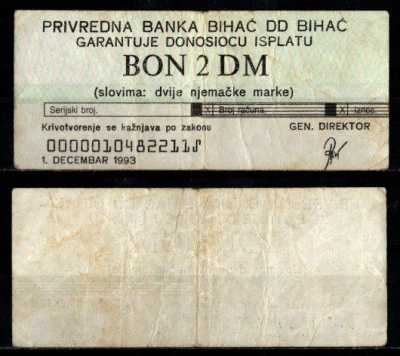 PRIVREDNA BANKA BIHAĆ DD BIHAĆ
GARANTUJE DONOSIOCU ISPLATU
BON 2 DM
(slovima: dvije njemačke marke)
Serijski broj. X Broj računa. X Iznos.
Krivotvorenje se kažnjava po zakonu GEN. DIREKTOR
0000010482211
1. DECEMBAR 1993